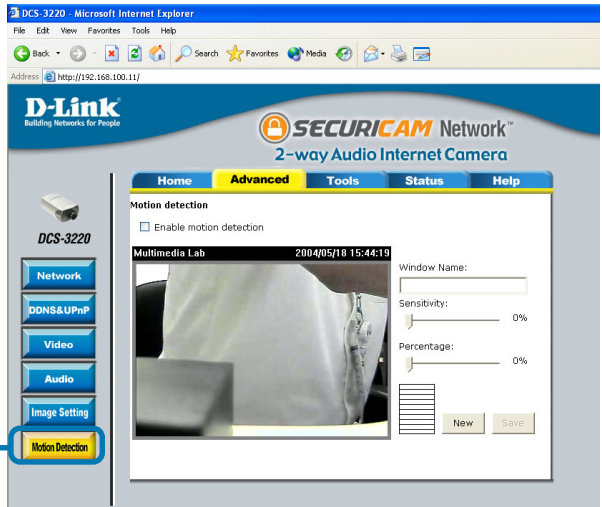 DCS-3220 - Microsoft Internet Explorer
File Edit View Favorites Tools Help
Back Search Favorites Media
Address http://192.168.100.11/
D-Link
Building Networks for People
SECURICAM Network™
2-way Audio Internet Camera
Home Advanced Tools Status Help
Motion detection
Enable motion detection
DCS-3220
Multimedia Lab 2004/05/18 15:44:19
Window Name:
Network
Sensitivity:
0%
DDNS&UPnP
Video
Percentage:
0%
Audio
Image Setting
New Save
Motion Detection